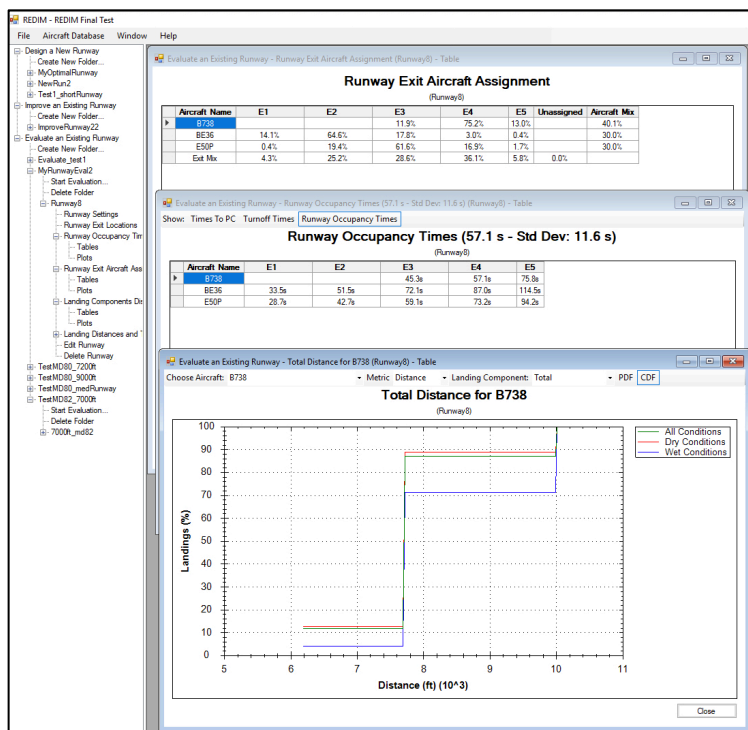 REDIM - REDIM Final Test
File Aircraft Database Window Help
Design a New Runway
Create New Folder...
MyOptimalRunway
NewRun2
Test1_shortRunway
Improve an Existing Runway
Create New Folder...
ImproveRunway22
Evaluate an Existing Runway
Create New Folder...
Evaluate_test1
MyRunwayEval2
Start Evaluation...
Delete Folder
Runway8
Runway Settings
Runway Exit Locations
Runway Occupancy Tim
Tables
Plots
Runway Exit Aircraft Ass
Tables
Plots
Landing Components Dis
Tables
Plots
Landing Distances and
Edit Runway
Delete Runway
TestMD80_7200ft
TestMD80_9000ft
TestMD80_medRunway
TestMD82_7000ft
Start Evaluation...
Delete Folder
7000ft_md82
Evaluate an Existing Runway - Runway Exit Aircraft Assignment (Runway8) - Table
Runway Exit Aircraft Assignment
(Runway8)
Aircraft Name E1 E2 E3 E4 E5 Unassigned Aircraft Mix
B738 11.9% 75.2% 13.0% 40.1%
BE36 14.1% 64.6% 17.8% 3.0% 0.4% 30.0%
E50P 0.4% 19.4% 61.6% 16.9% 1.7% 30.0%
Exit Mix 4.3% 25.2% 28.6% 36.1% 5.8% 0.0%
Evaluate an Existing Runway - Runway Occupancy Times (57.1 s - Std Dev: 11.6 s) (Runway8) - Table
Show: Times To PC Turnoff Times Runway Occupancy Times
Runway Occupancy Times (57.1 s - Std Dev: 11.6 s)
(Runway8)
Aircraft Name E1 E2 E3 E4 E5
B738 45.3s 57.1s 75.8s
BE36 33.5s 51.5s 72.1s 87.0s 114.5s
E50P 28.7s 42.7s 59.1s 73.2s 94.2s
Evaluate an Existing Runway - Total Distance for B738 (Runway8) - Table
Choose Aircraft: B738 Metric Distance Landing Component: Total PDF CDF
Total Distance for B738
(Runway8)
All Conditions
Dry Conditions
Wet Conditions
Landings (%)
100
90
80
70
60
50
40
30
20
10
0
5 6 7 8 9 10 11
Distance (ft) (10^3)
Close